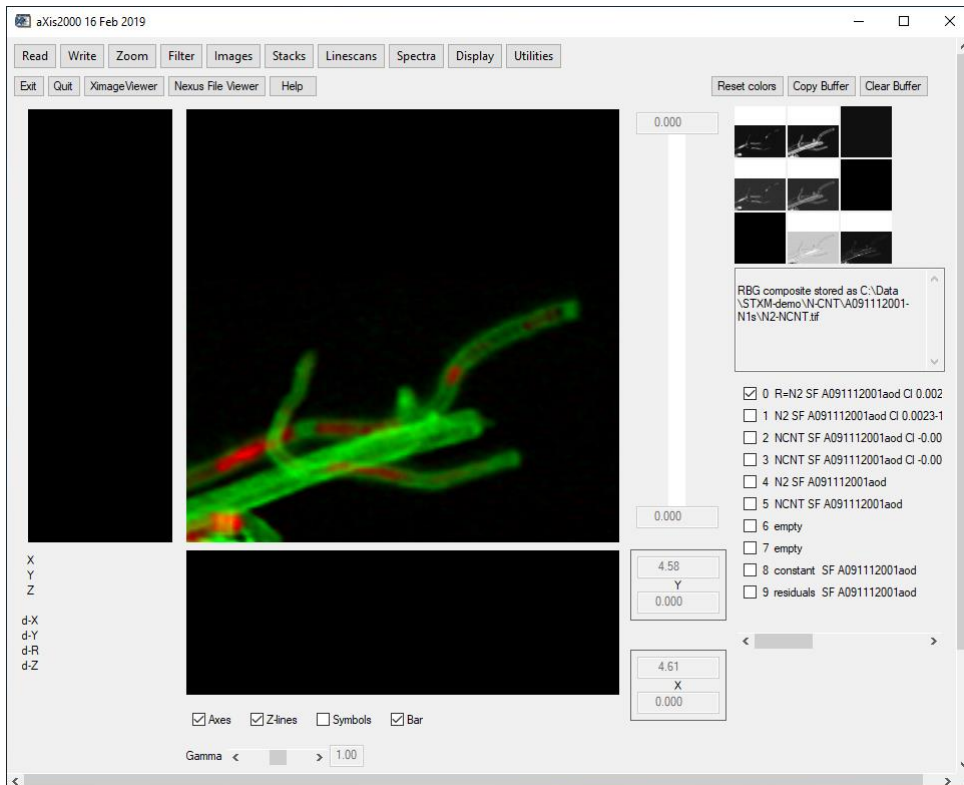 aXis2000 16 Feb 2019
Read Write Zoom Filter Images Stacks Linescans Spectra Display Utilities
Exit Quit XimageViewer Nexus File Viewer Help Reset colors Copy Buffer Clear Buffer
0.000
RBG composite stored as C:\Data
\STXM-demo\N-CNT\A091112001-
N1s\N2-NCNT.tif
0 R=N2 SF A091112001aod CI 0.002
1 N2 SF A091112001aod CI 0.0023-1
2 NCNT SF A091112001aod CI -0.00
3 NCNT SF A091112001aod CI -0.00
4 N2 SF A091112001aod
5 NCNT SF A091112001aod
6 empty
7 empty
8 constant SF A091112001aod
9 residuals SF A091112001aod
0.000
X
Y
Z
d-X
d-Y
d-R
d-Z
4.58
Y
0.000
4.61
X
0.000
Axes Z-lines Symbols Bar
Gamma 1.00